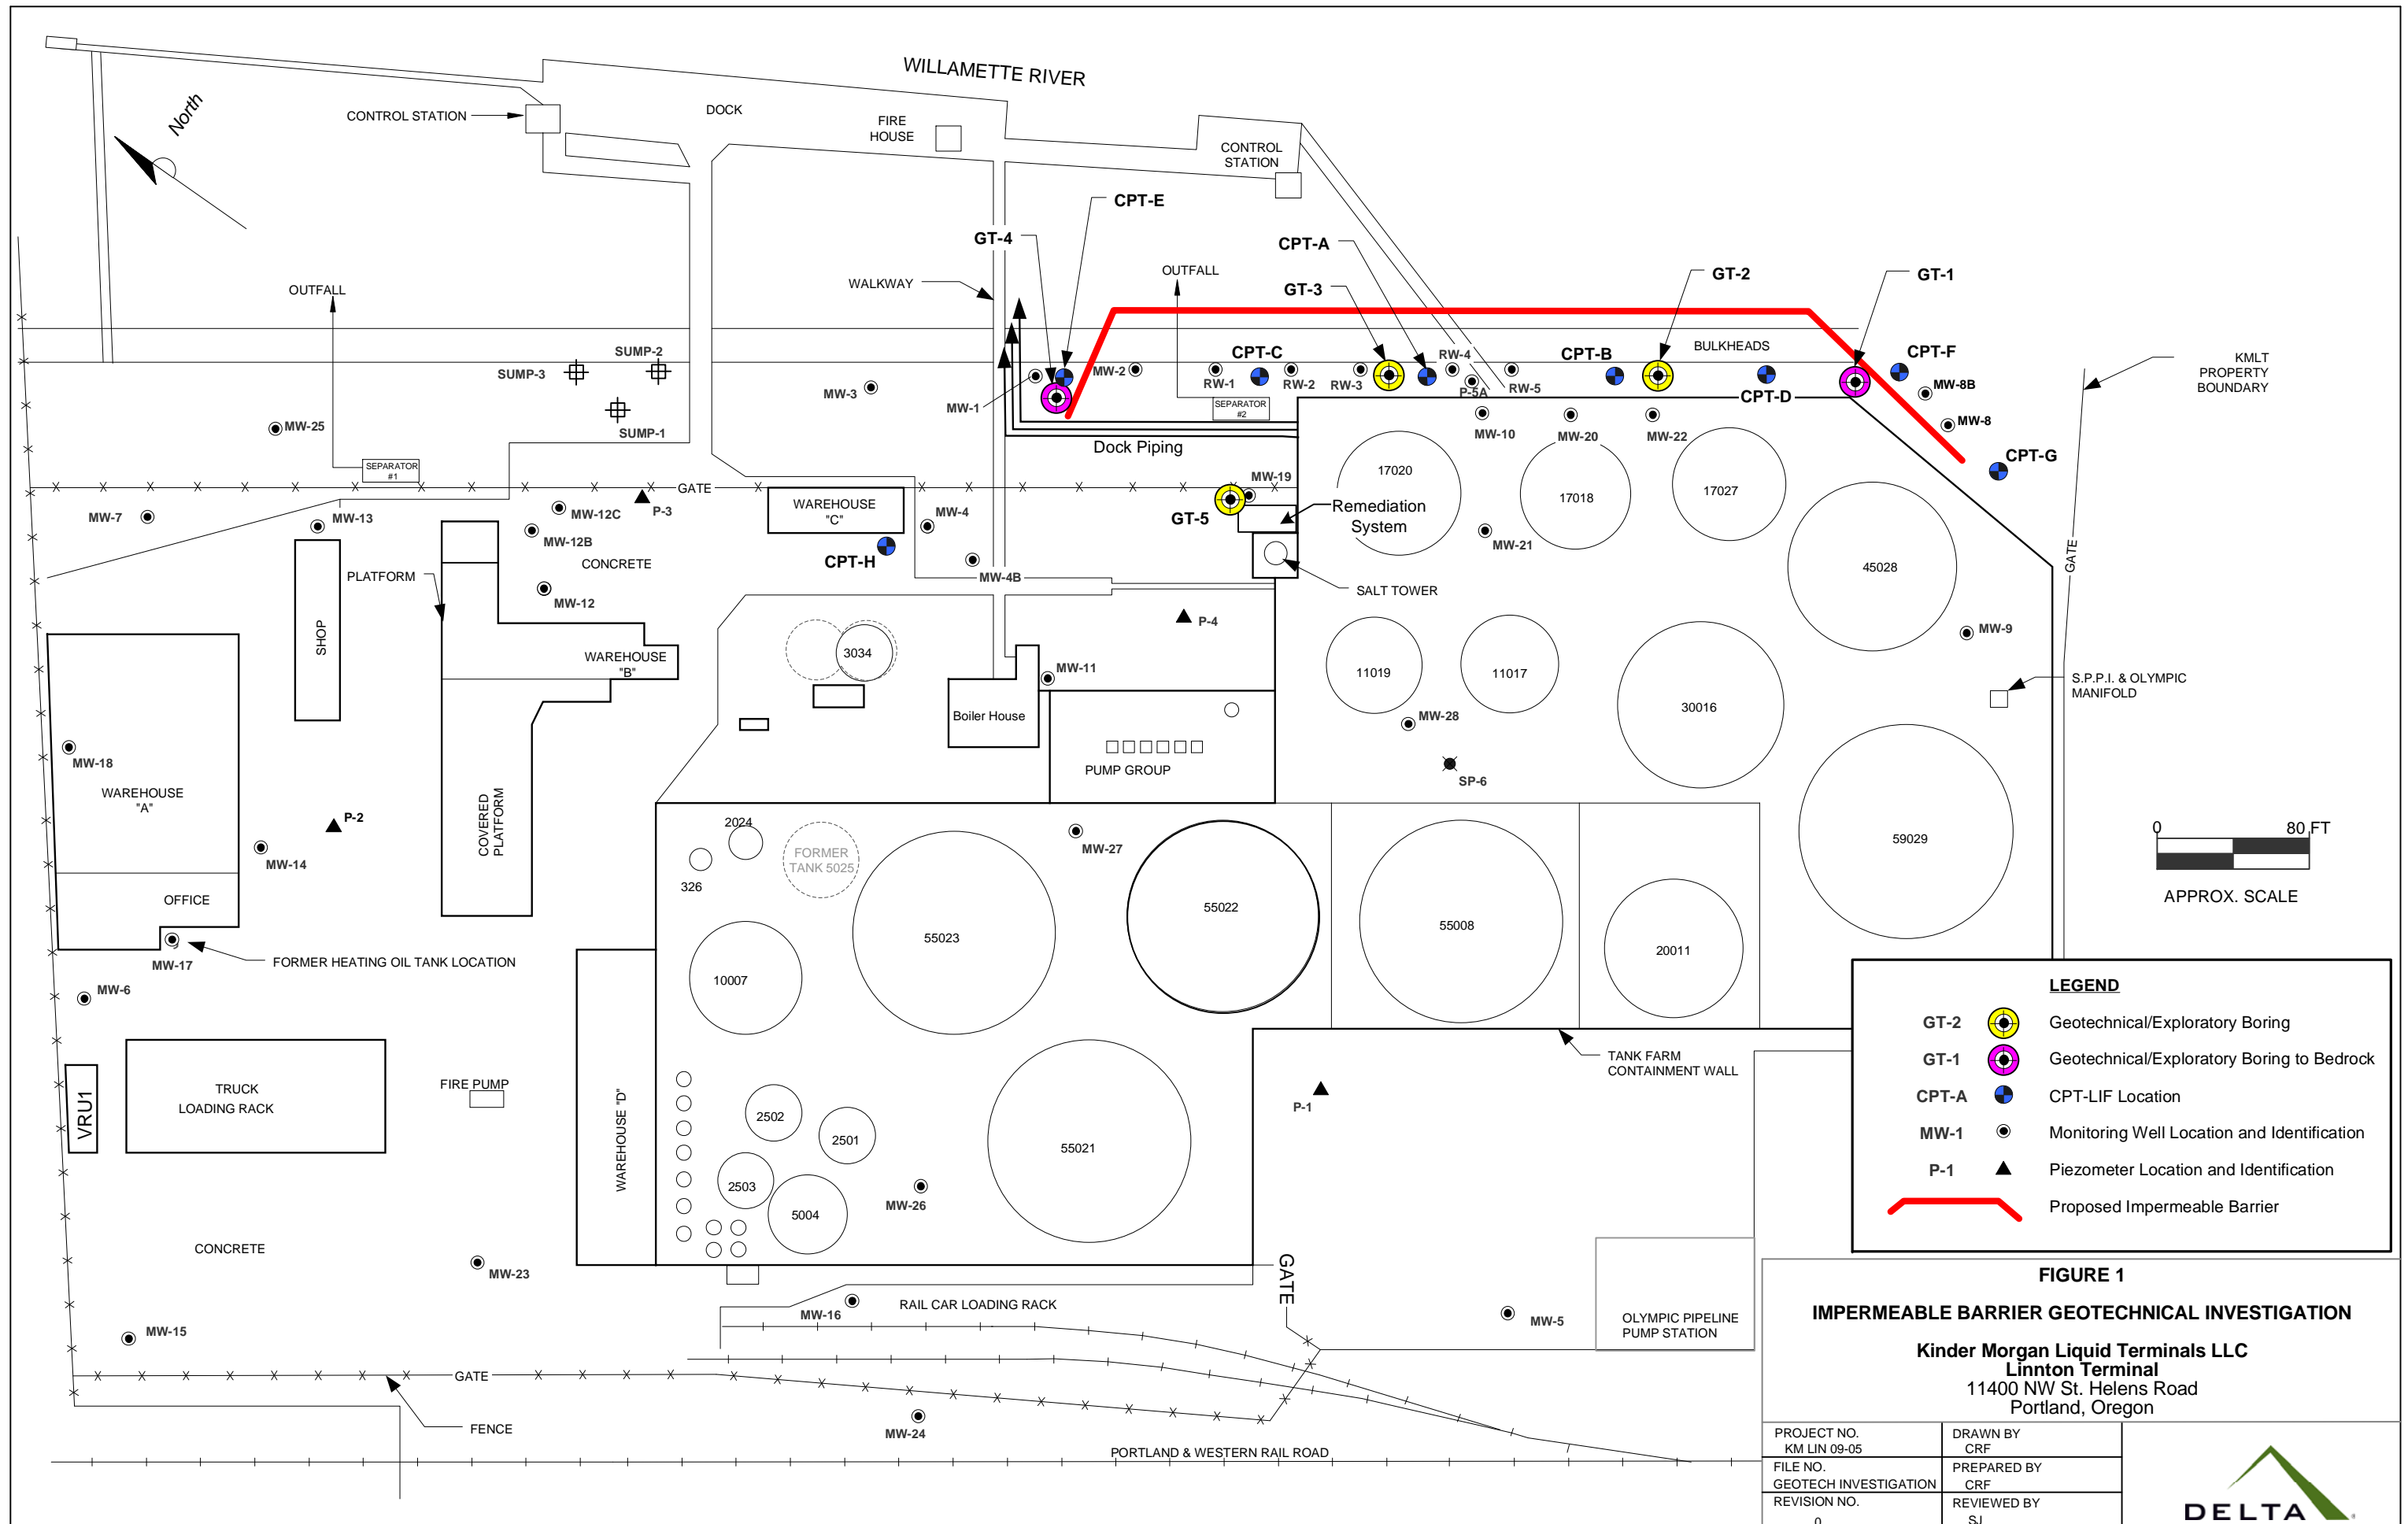 WILLAMETTE RIVER
North
CONTROL STATION
DOCK
FIRE
HOUSE
CONTROL
STATION
CPT-E
GT-4
CPT-A
OUTFALL
GT-3
GT-2
GT-1
WALKWAY
OUTFALL
SUMP-2
SUMP-3
SUMP-1
MW-3
MW-1
MW-2
RW-1
CPT-C
RW-2
RW-3
RW-4
P-5A
RW-5
CPT-B
BULKHEADS
CPT-D
CPT-F
MW-8B
MW-8
CPT-G
KMLT
PROPERTY
BOUNDARY
MW-25
SEPARATOR
#1
SEPARATOR
#2
Dock Piping
MW-10
MW-20
MW-22
17020
17018
17027
45028
GATE
MW-7
MW-13
MW-12C
MW-12B
P-3
GATE
WAREHOUSE
"C"
MW-4
MW-19
GT-5
Remediation
System
MW-21
CPT-H
MW-4B
CONCRETE
PLATFORM
MW-12
SALT TOWER
P-4
SHOP
WAREHOUSE
"B"
3034
MW-11
11019
11017
30016
MW-9
S.P.P.I. & OLYMPIC
MANIFOLD
Boiler House
MW-28
SP-6
PUMP GROUP
MW-18
WAREHOUSE
"A"
P-2
MW-14
COVERED
PLATFORM
2024
326
FORMER
TANK 5025
MW-27
55023
55022
55008
20011
59029
0
80 FT
APPROX. SCALE
OFFICE
MW-17
FORMER HEATING OIL TANK LOCATION
MW-6
10007
VRU1
TRUCK
LOADING RACK
FIRE PUMP
WAREHOUSE "D"
2502
2501
2503
5004
55021
MW-26
P-1
TANK FARM
CONTAINMENT WALL
CONCRETE
MW-23
MW-15
MW-16
RAIL CAR LOADING RACK
GATE
MW-5
OLYMPIC PIPELINE
PUMP STATION
GATE
FENCE
MW-24
PORTLAND & WESTERN RAIL ROAD
LEGEND
GT-2 Geotechnical/Exploratory Boring
GT-1 Geotechnical/Exploratory Boring to Bedrock
CPT-A CPT-LIF Location
MW-1 Monitoring Well Location and Identification
P-1 Piezometer Location and Identification
Proposed Impermeable Barrier
FIGURE 1
IMPERMEABLE BARRIER GEOTECHNICAL INVESTIGATION
Kinder Morgan Liquid Terminals LLC
Linnton Terminal
11400 NW St. Helens Road
Portland, Oregon
PROJECT NO.
KM LIN 09-05
DRAWN BY
CRF
FILE NO.
GEOTECH INVESTIGATION
PREPARED BY
CRF
REVISION NO.
0
REVIEWED BY
SJ
DELTA